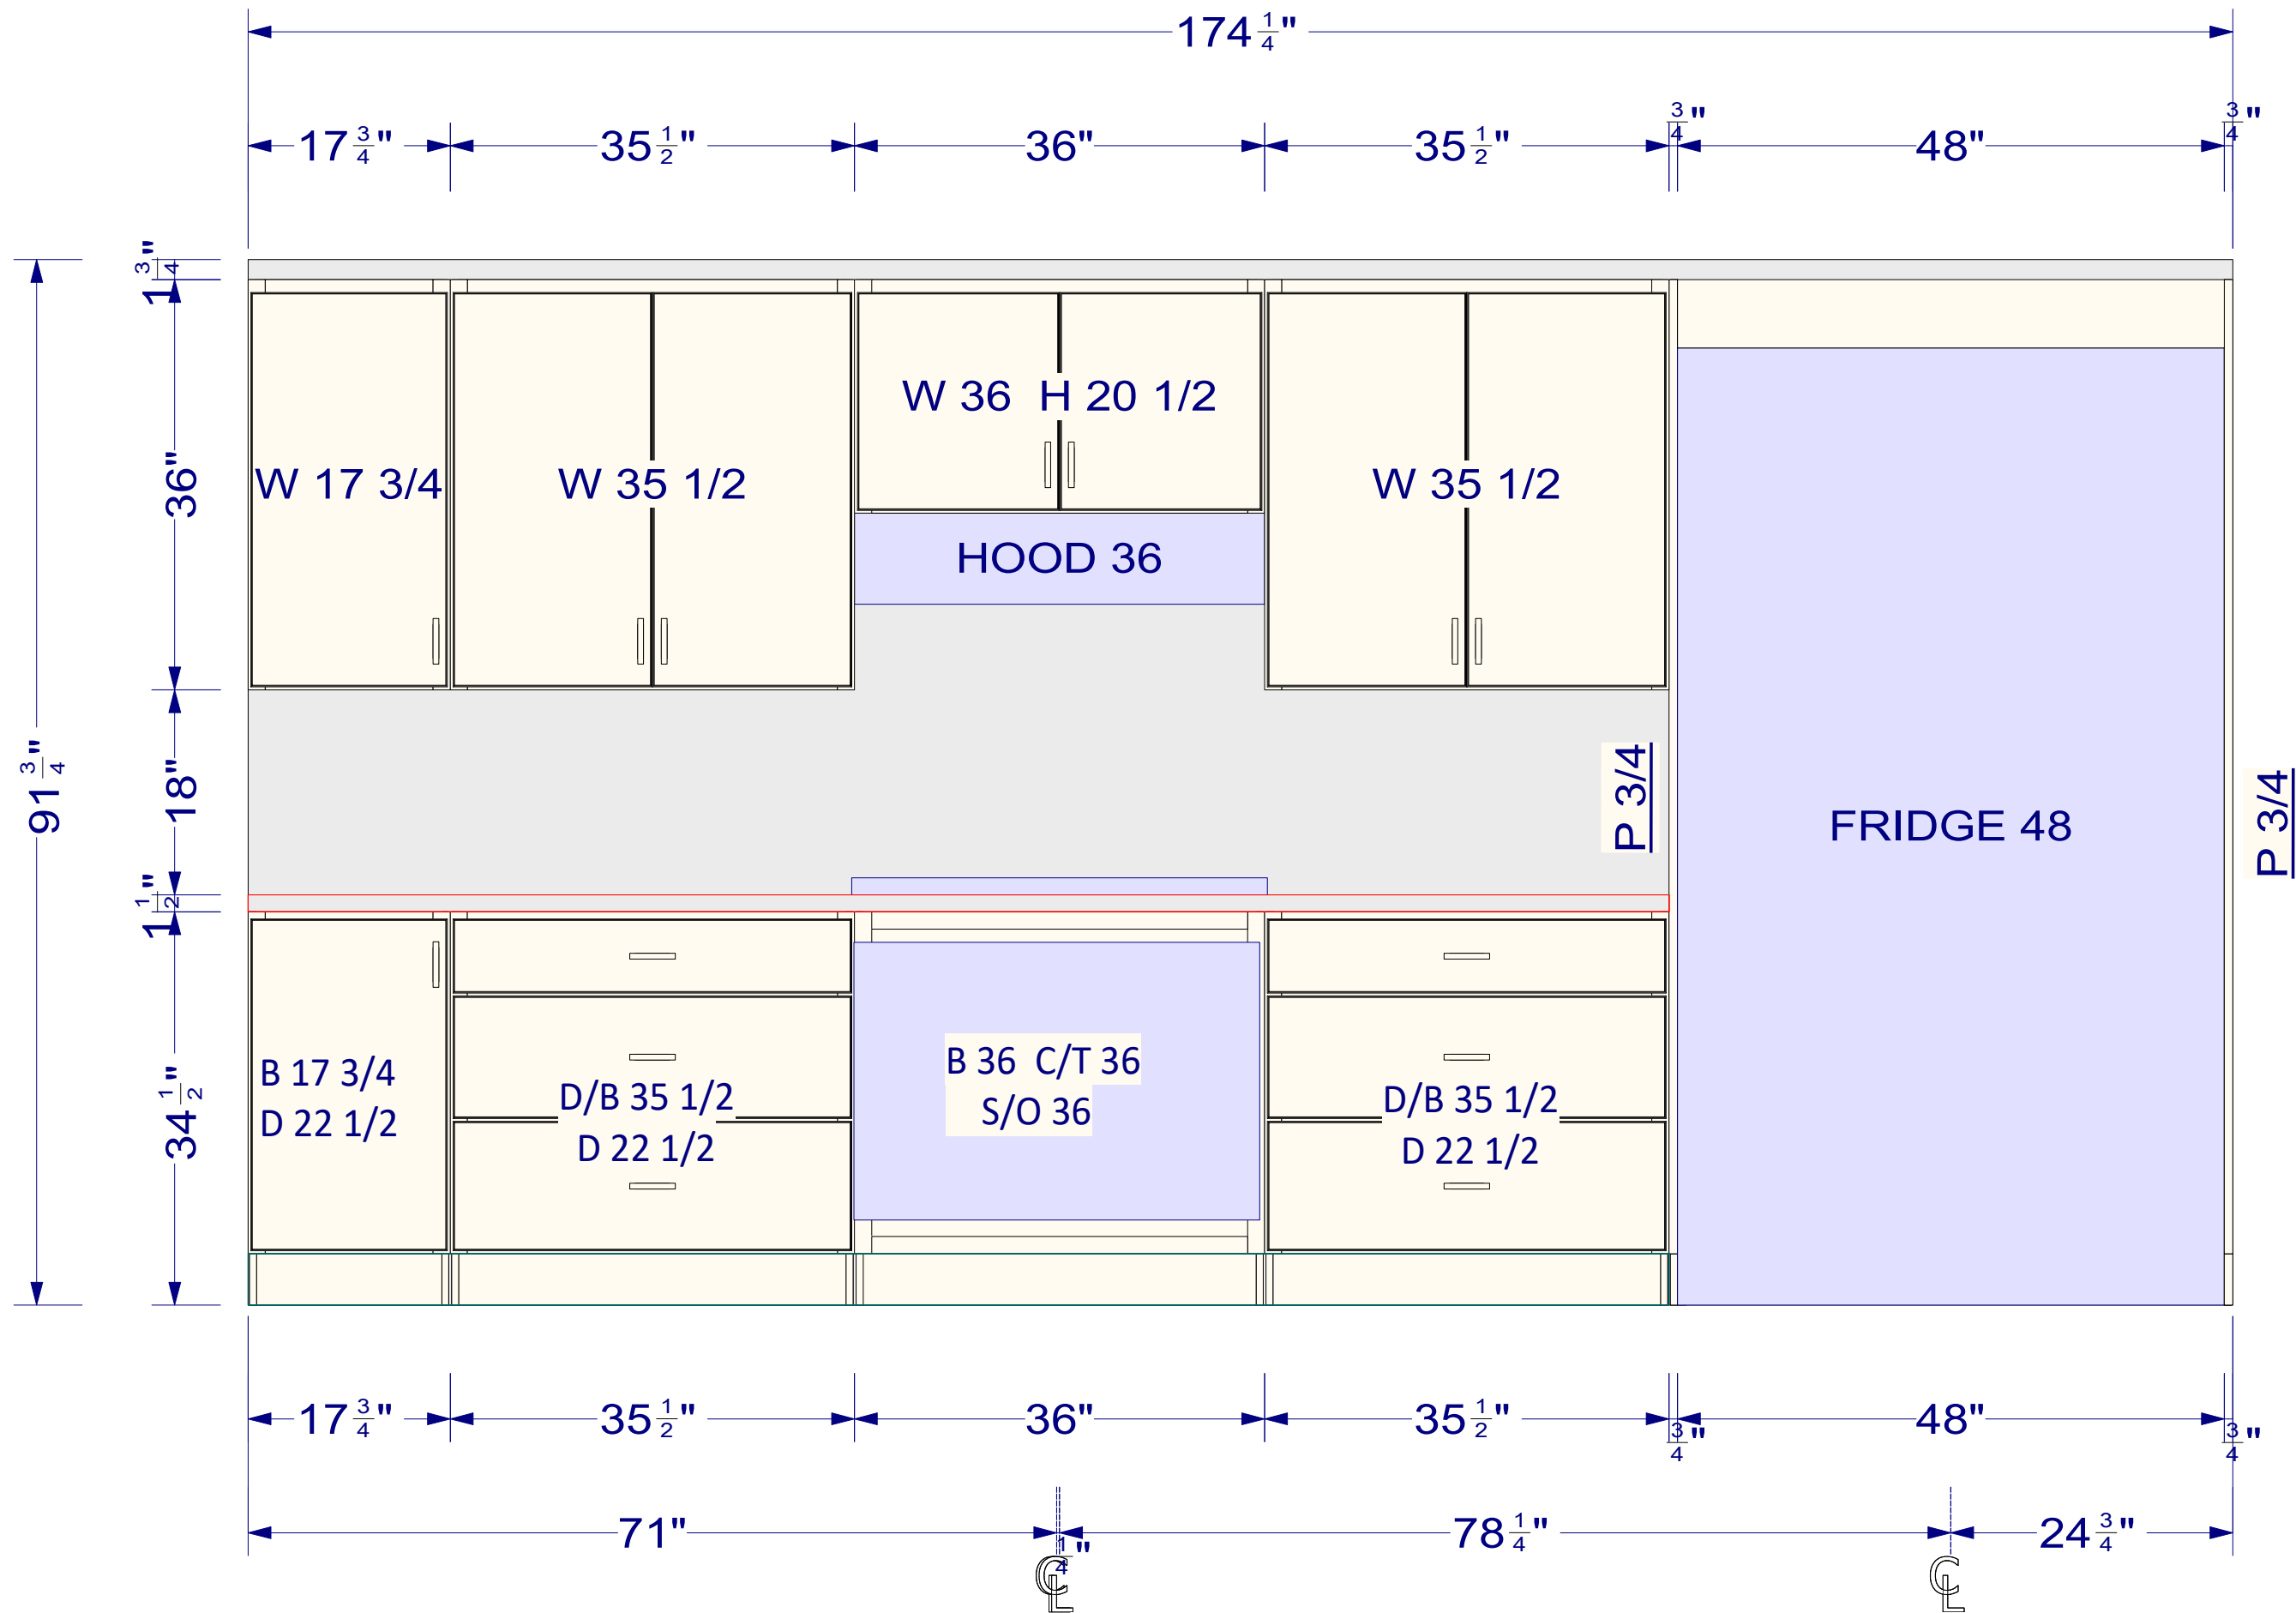 174 1/4"
17 3/4" 35 1/2" 36" 35 1/2" 3/4" 48" 3/4"
1 3/4"
36"
18"
1 1/2"
34 1/2"
91 3/4"
W 17 3/4
W 35 1/2
W 36 H 20 1/2
W 35 1/2
HOOD 36
P 3/4
FRIDGE 48
P 3/4
B 17 3/4
D 22 1/2
D/B 35 1/2
D 22 1/2
B 36 C/T 36
S/O 36
D/B 35 1/2
D 22 1/2
17 3/4" 35 1/2" 36" 35 1/2" 3/4" 48" 3/4"
71" 1/4" 78 1/4" 24 3/4"
CL CL